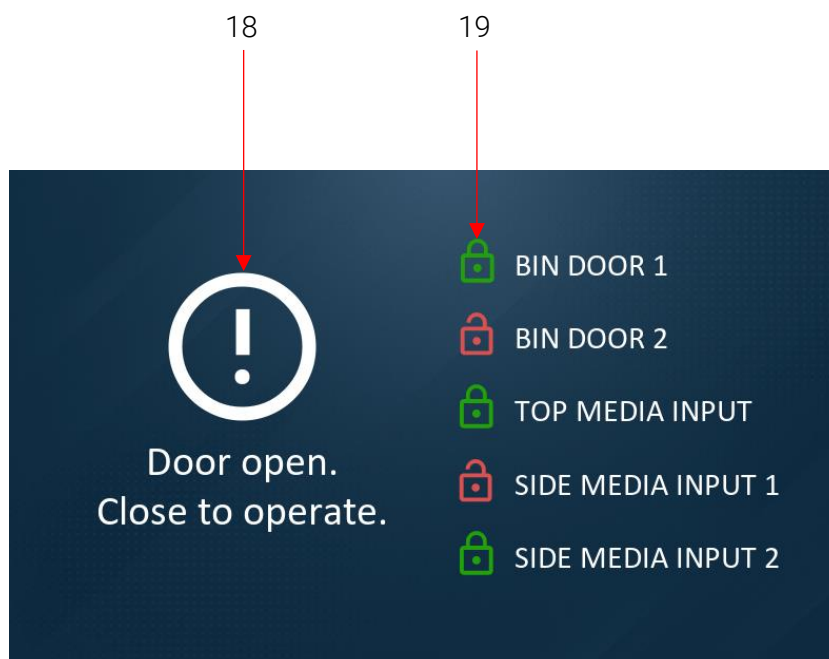 18
19
Door open.
Close to operate.
BIN DOOR 1
BIN DOOR 2
TOP MEDIA INPUT
SIDE MEDIA INPUT 1
SIDE MEDIA INPUT 2